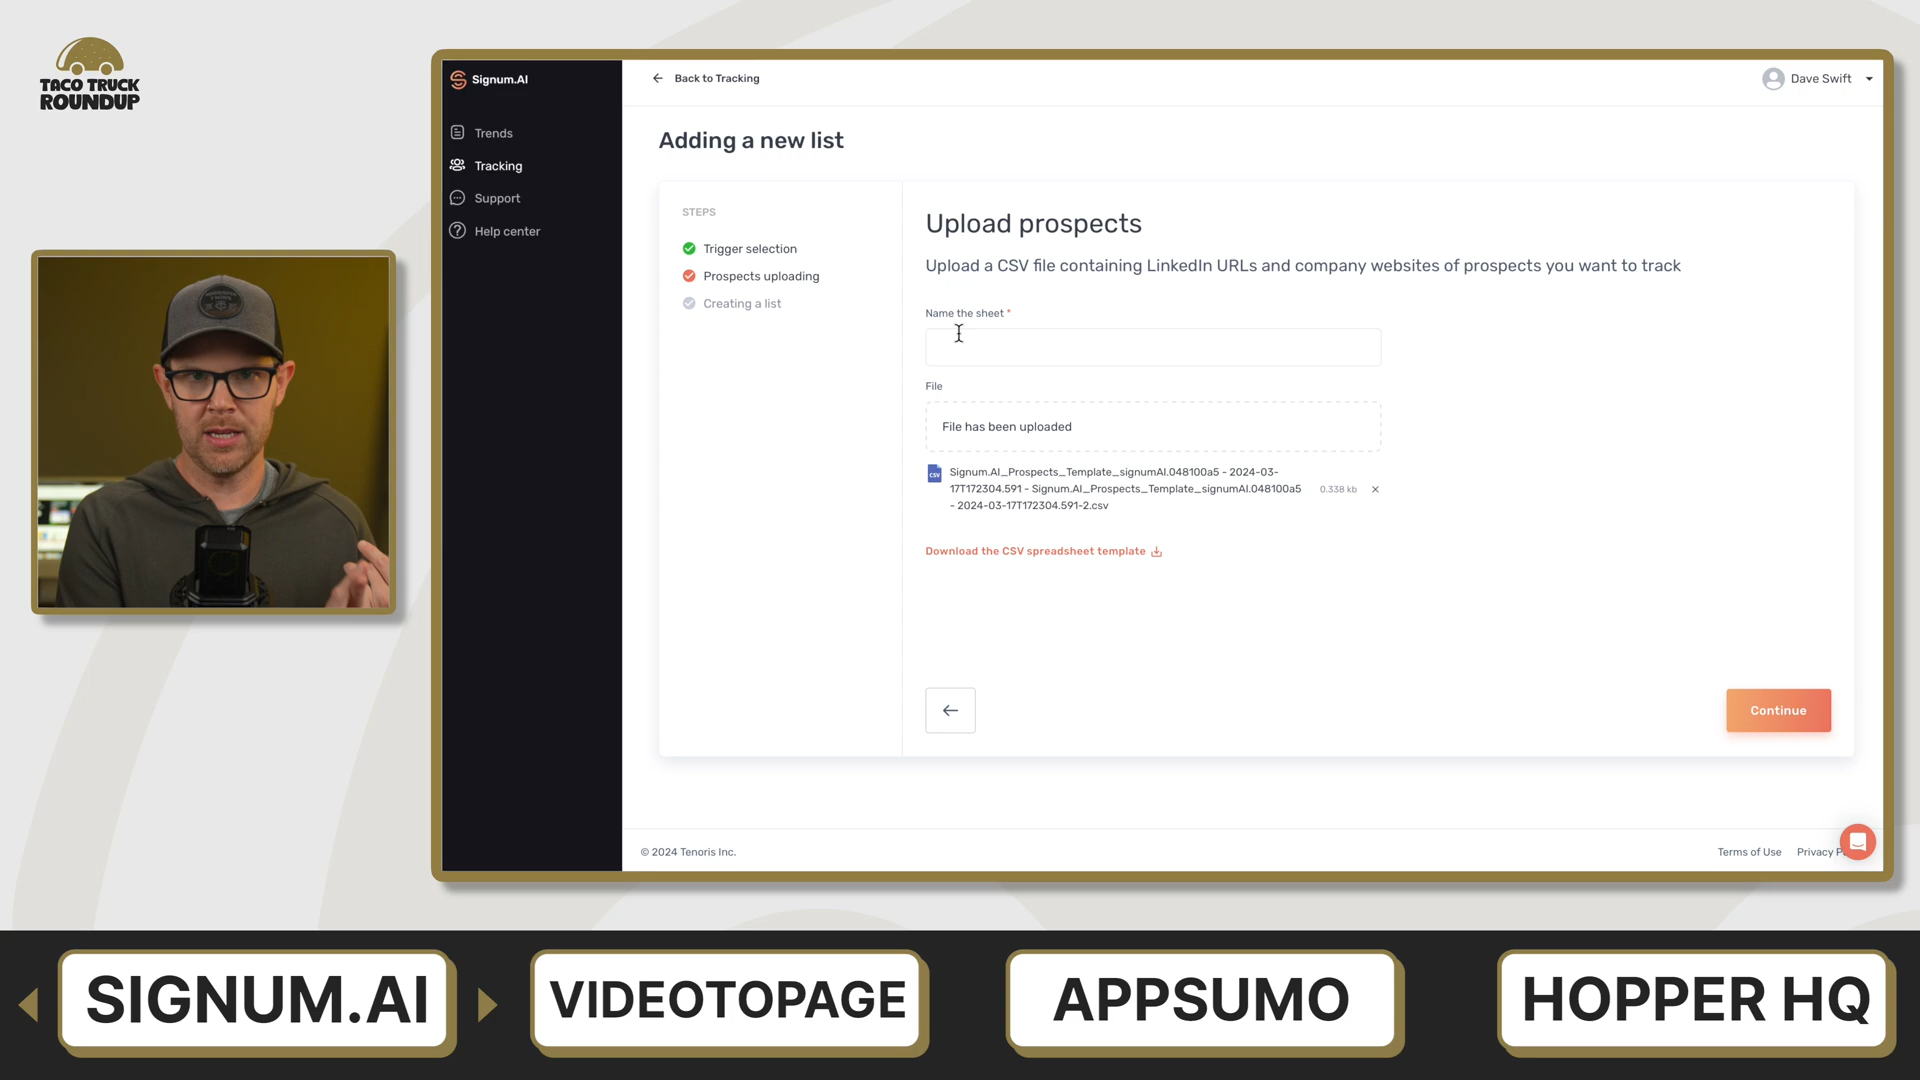 TACO TRUCK
ROUNDUP
Signum.AI
Trends
Tracking
Support
Help center
Back to Tracking
Dave Swift
Adding a new list
STEPS
Trigger selection
Prospects uploading
Creating a list
Upload prospects
Upload a CSV file containing LinkedIn URLs and company websites of prospects you want to track
Name the sheet *
File
File has been uploaded
CSV
Signum.AI_Prospects_Template_signumAI.048100a5 - 2024-03-
17T172304.591 - Signum.AI_Prospects_Template_signumAI.048100a5
- 2024-03-17T172304.591-2.csv
0.338 kb
Download the CSV spreadsheet template
Continue
© 2024 Tenoris Inc.
Terms of Use
Privacy
SIGNUM.AI
VIDEOTOPAGE
APPSUMO
HOPPER HQ